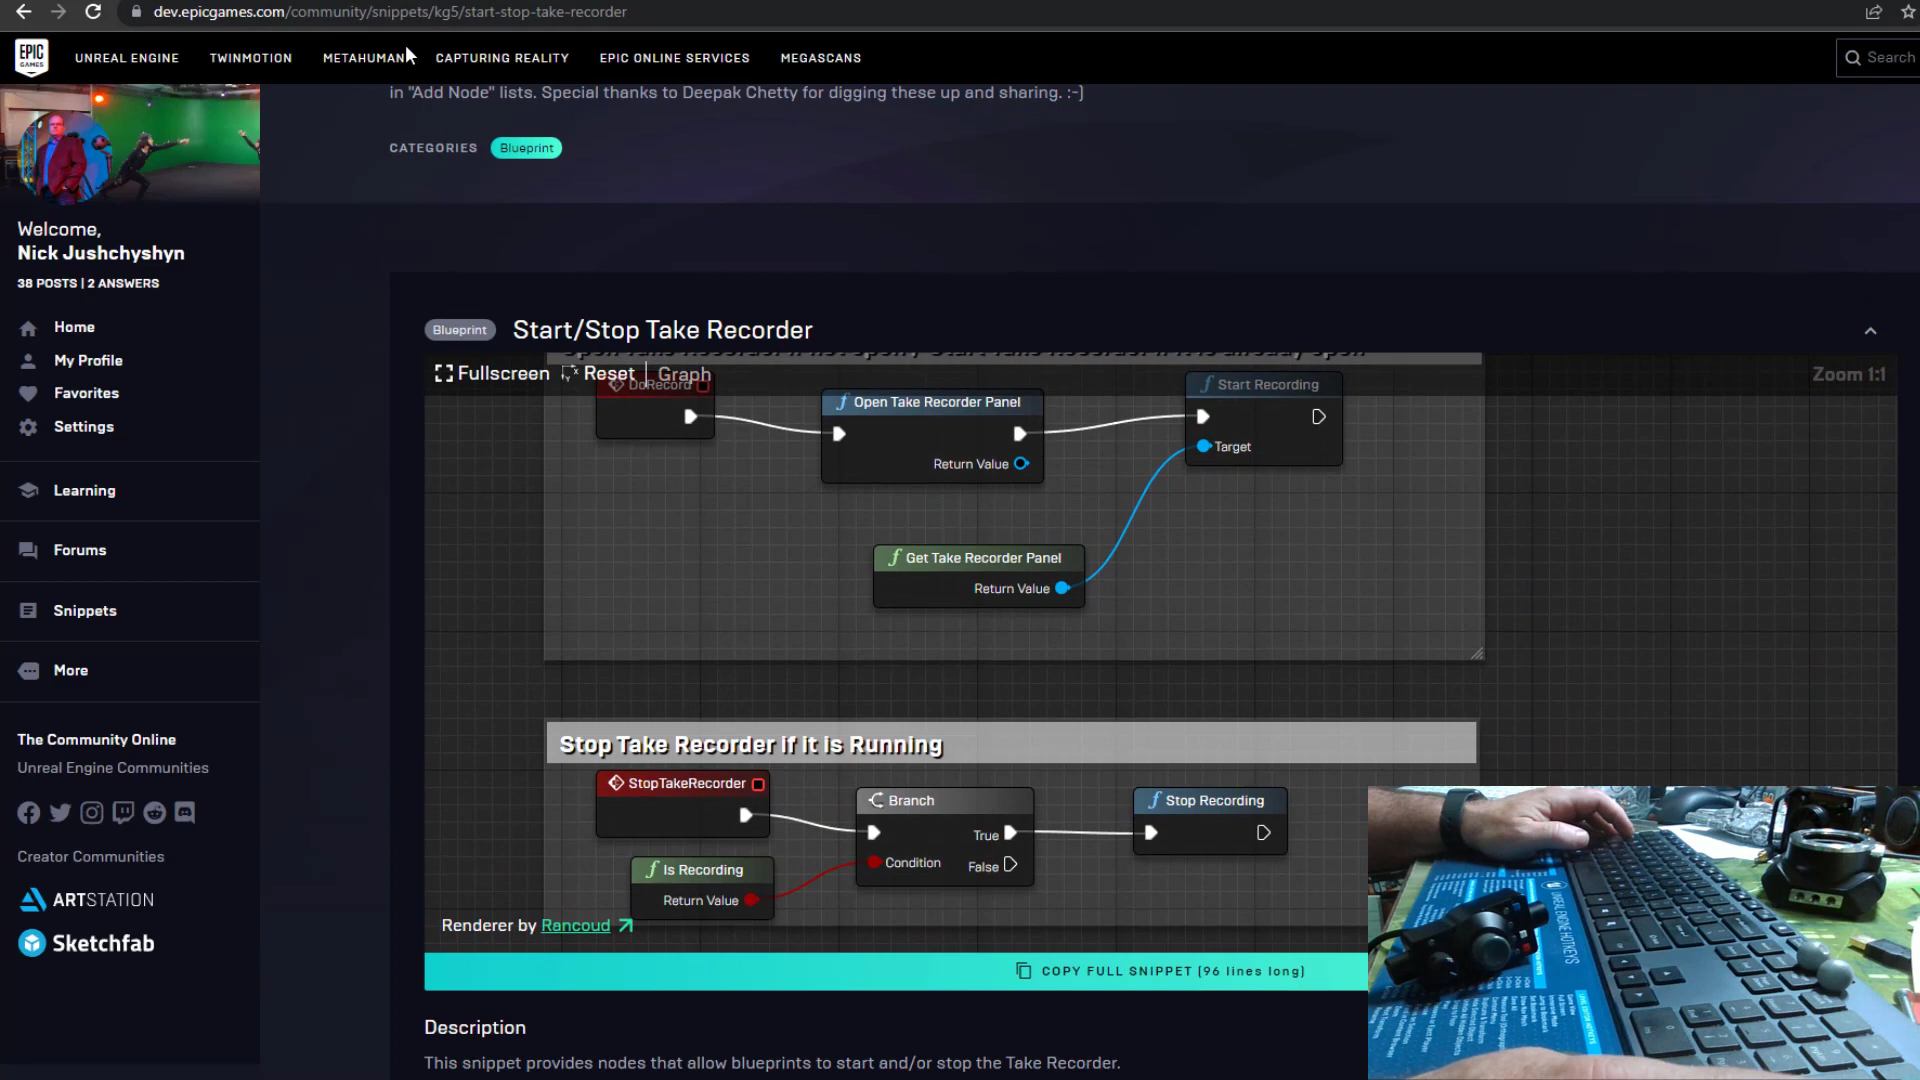 dev.epicgames.com/community/snippets/kg5/start-stop-take-recorder
EPIC GAMES
UNREAL ENGINE
TWINMOTION
METAHUMAN
CAPTURING REALITY
EPIC ONLINE SERVICES
MEGASCANS
Search
in "Add Node" lists. Special thanks to Deepak Chetty for digging these up and sharing. :-)
CATEGORIES
Blueprint
Welcome,
Nick Jushchyshyn
38 POSTS | 2 ANSWERS
Home
My Profile
Favorites
Settings
Learning
Forums
Snippets
More
The Community Online
Unreal Engine Communities
Creator Communities
ARTSTATION
Sketchfab
Blueprint
Start/Stop Take Recorder
Fullscreen
Reset
Graph
Zoom 1:1
DoRecord
Open Take Recorder Panel
Return Value
Start Recording
Target
Get Take Recorder Panel
Return Value
Stop Take Recorder if it is Running
StopTakeRecorder
Branch
True
Condition
False
Stop Recording
Is Recording
Return Value
Renderer by Rancoud
COPY FULL SNIPPET (96 lines long)
Description
This snippet provides nodes that allow blueprints to start and/or stop the Take Recorder.
UNREAL ENGINE HOTKEYS